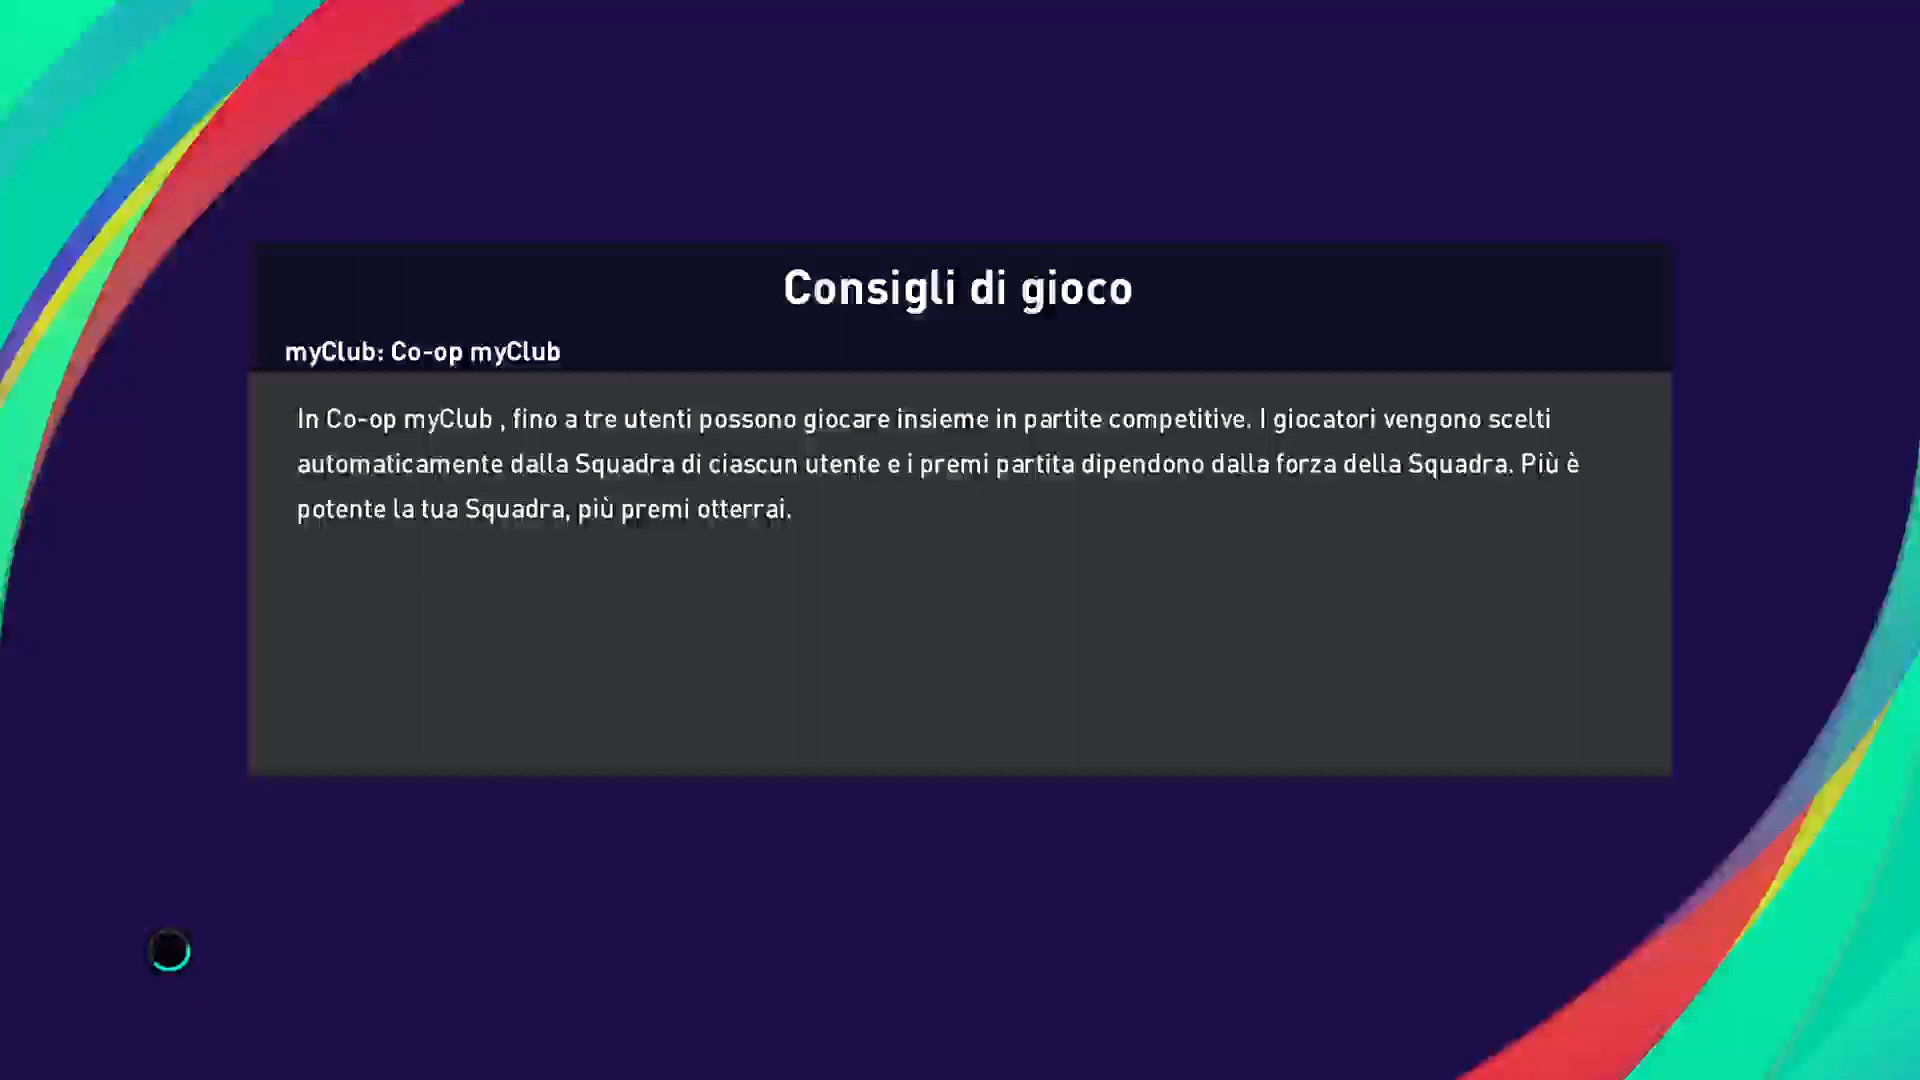 Consigli di gioco
myClub: Co-op myClub
In Co-op myClub , fino a tre utenti possono giocare insieme in partite competitive. I giocatori vengono scelti
automaticamente dalla Squadra di ciascun utente e i premi partita dipendono dalla forza della Squadra. Più è
potente la tua Squadra, più premi otterrai.